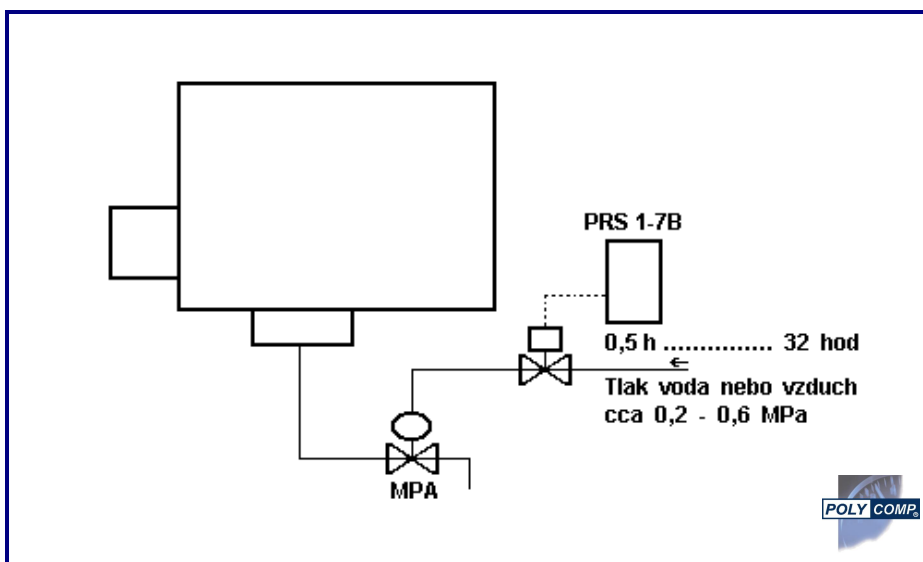 PRS 1-7B
0,5 h ............... 32 hod
Tlak voda nebo vzduch
cca 0,2 - 0,6 MPa
MPA
POLY COMP®